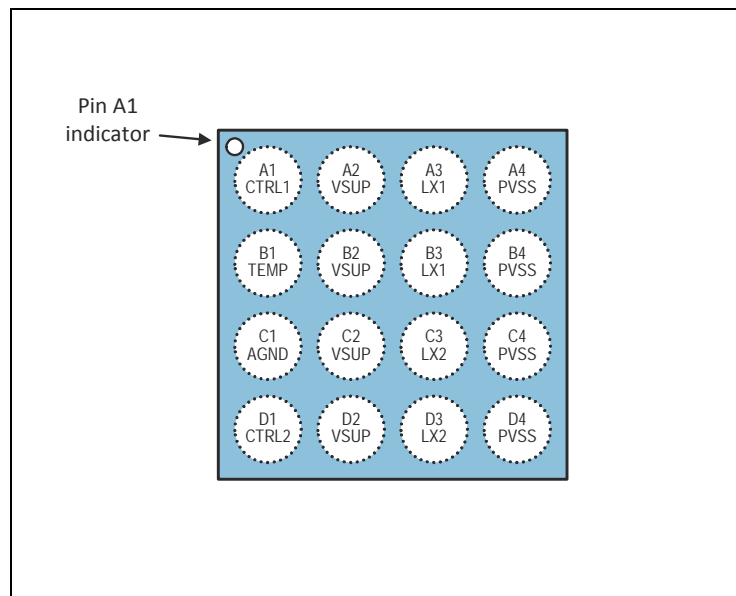 Pin A1
indicator
A1 A2 A3 A4
CTRL1 VSUP LX1 PVSS
B1 B2 B3 B4
TEMP VSUP LX1 PVSS
C1 C2 C3 C4
AGND VSUP LX2 PVSS
D1 D2 D3 D4
CTRL2 VSUP LX2 PVSS